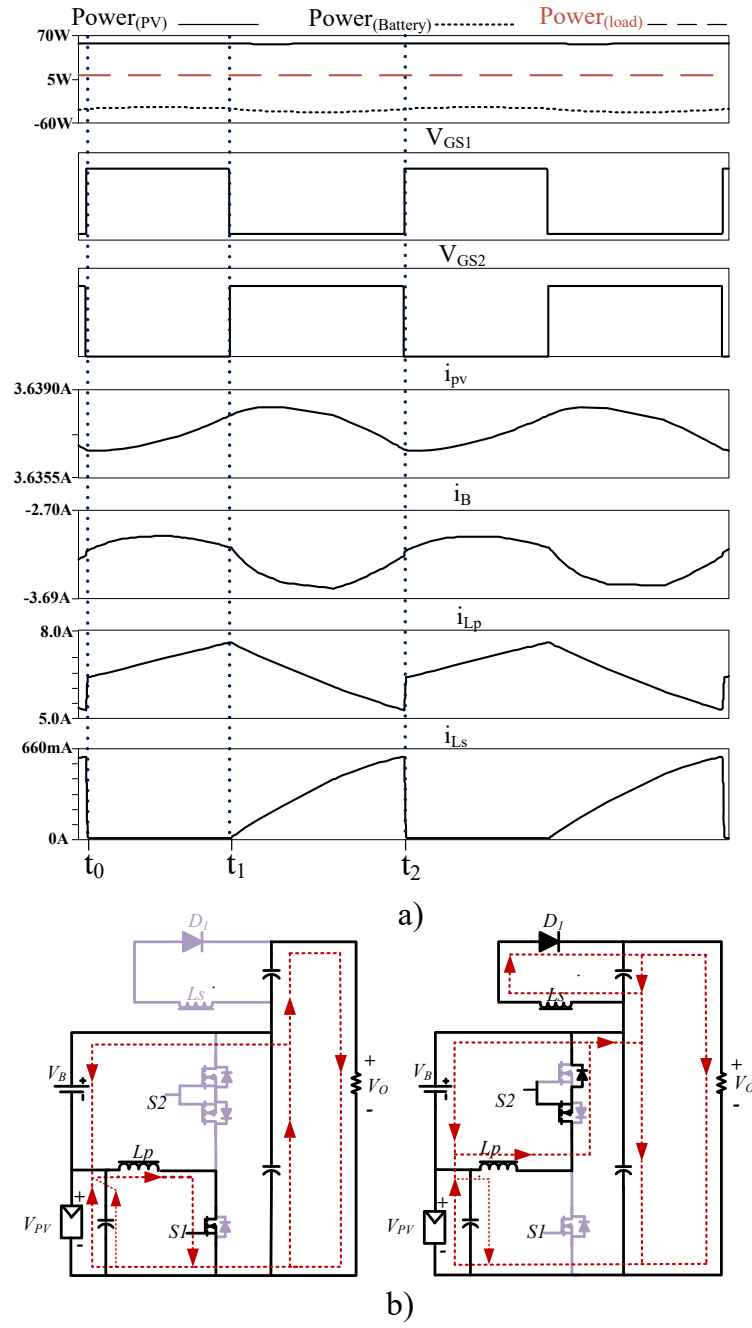 Power(PV) Power(Battery) Power(load)
70W
5W
-60W
VGS1
VGS2
ipv
3.6390A
3.6355A
iB
-2.70A
-3.69A
iLp
8.0A
5.0A
iLs
660mA
0A
t0 t1 t2
a)
D1 D1
Ls Ls
VB + S2 + VO - VB + S2 + VO -
Lp Lp
VPV + - S1 VPV + - S1
b)